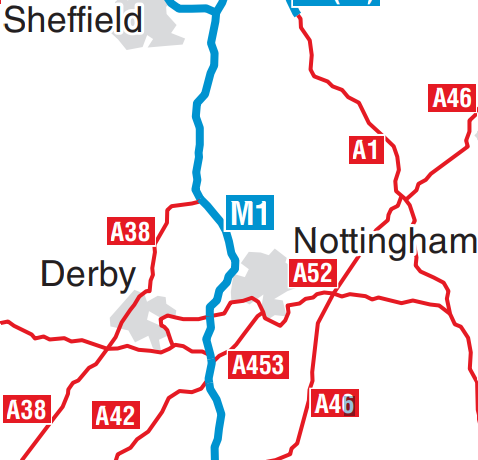 Sheffield
A46
A1
M1
A38
Nottingham
Derby
A52
A453
A38
A42
A46